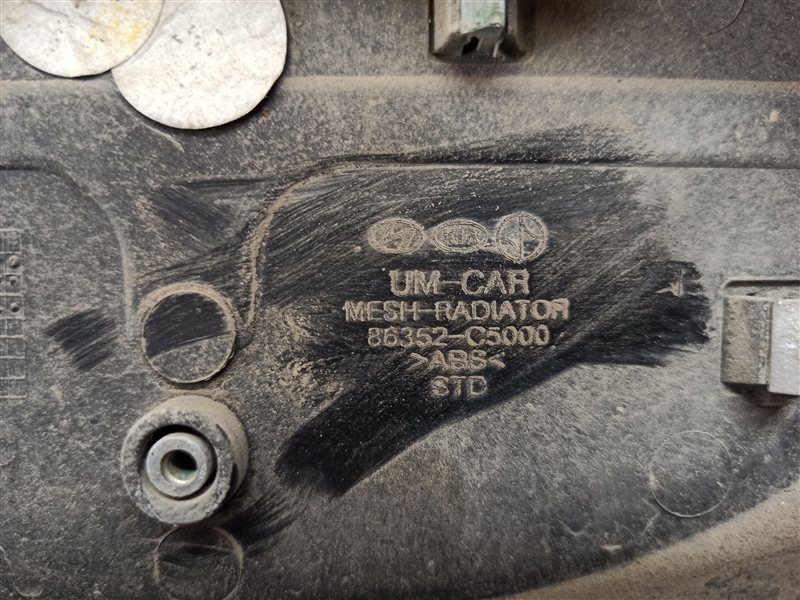 UM-CAR
MESH-RADIATOR
86352-C5000
>ABS<
STD